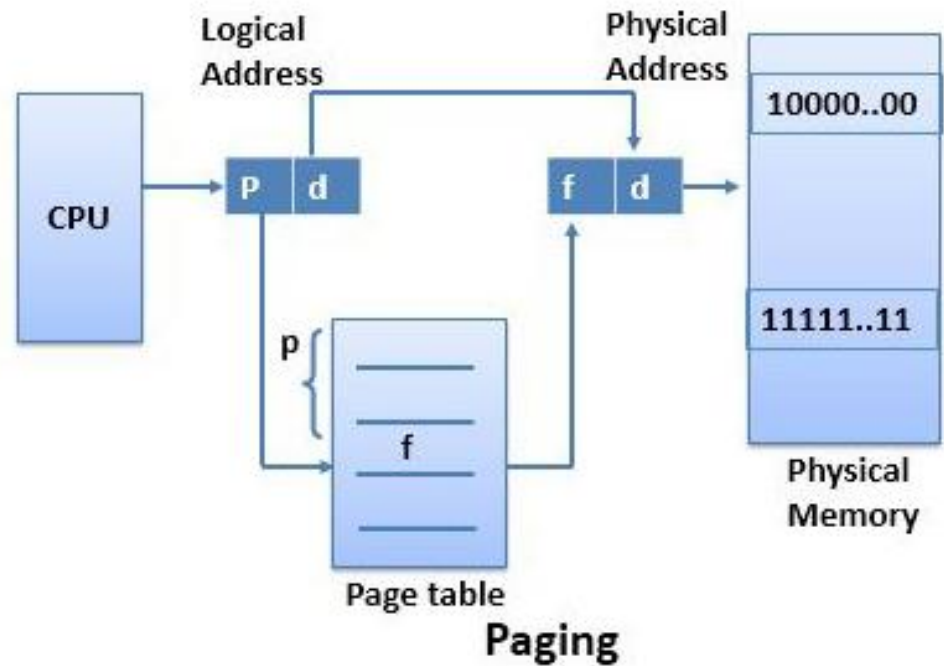 Logical
Address
Physical
Address
10000..00
CPU
P d
f d
11111..11
p
f
Physical
Memory
Page table
Paging